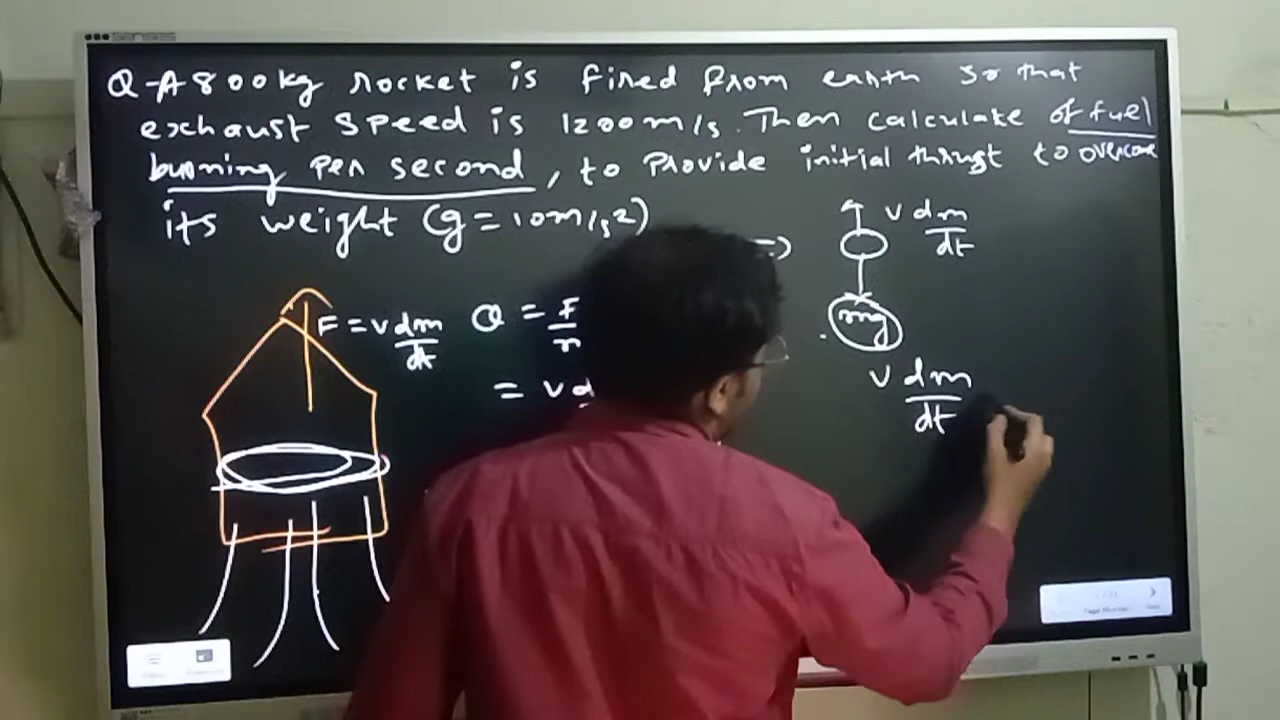 senses
Q-A 800kg rocket is fired from earth so that
exhaust speed is 1200m/s. Then calculate of fuel
burning per second, to provide initial thrust to overcome
its weight (g=10m/s2)
⇒ v dm/dt
mg
F = v dm/dt
Q = F
= v
v dm/dt